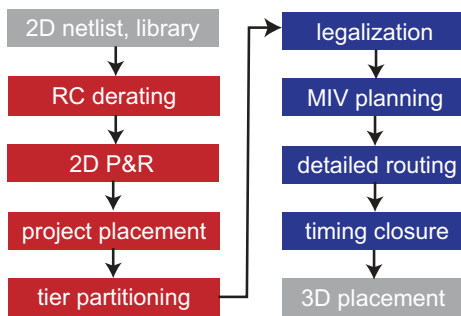 2D netlist, library
RC derating
2D P&R
project placement
tier partitioning
legalization
MIV planning
detailed routing
timing closure
3D placement